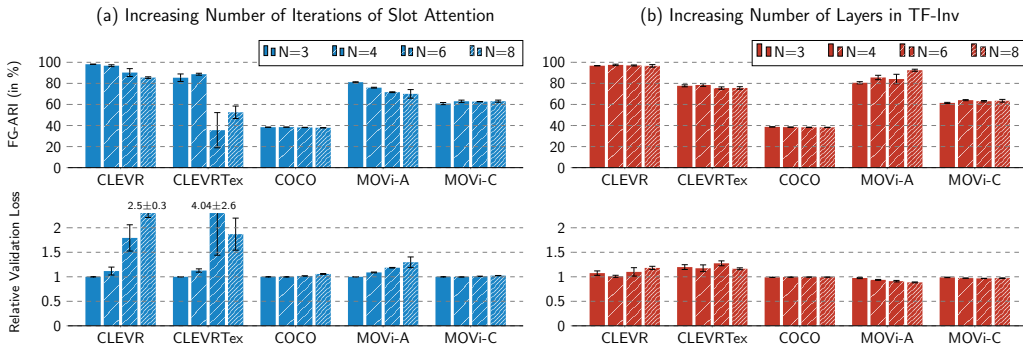 (a) Increasing Number of Iterations of Slot Attention
(b) Increasing Number of Layers in TF-Inv
N=3 N=4 N=6 N=8
N=3 N=4 N=6 N=8
FG-ARI (in %)
100
80
60
40
20
0
CLEVR CLEVRTex COCO MOVi-A MOVi-C
100
80
60
40
20
0
CLEVR CLEVRTex COCO MOVi-A MOVi-C
Relative Validation Loss
2.5±0.3 4.04±2.6
2
1.5
1
0.5
0
CLEVR CLEVRTex COCO MOVi-A MOVi-C
2
1.5
1
0.5
0
CLEVR CLEVRTex COCO MOVi-A MOVi-C